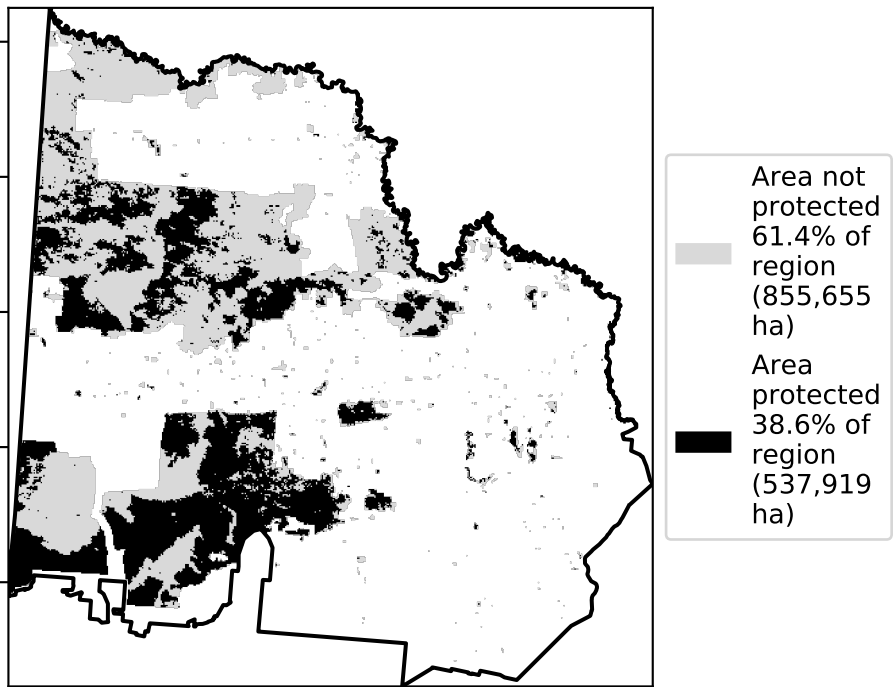 Area not
protected
61.4% of
region
(855,655
ha)
Area
protected
38.6% of
region
(537,919
ha)